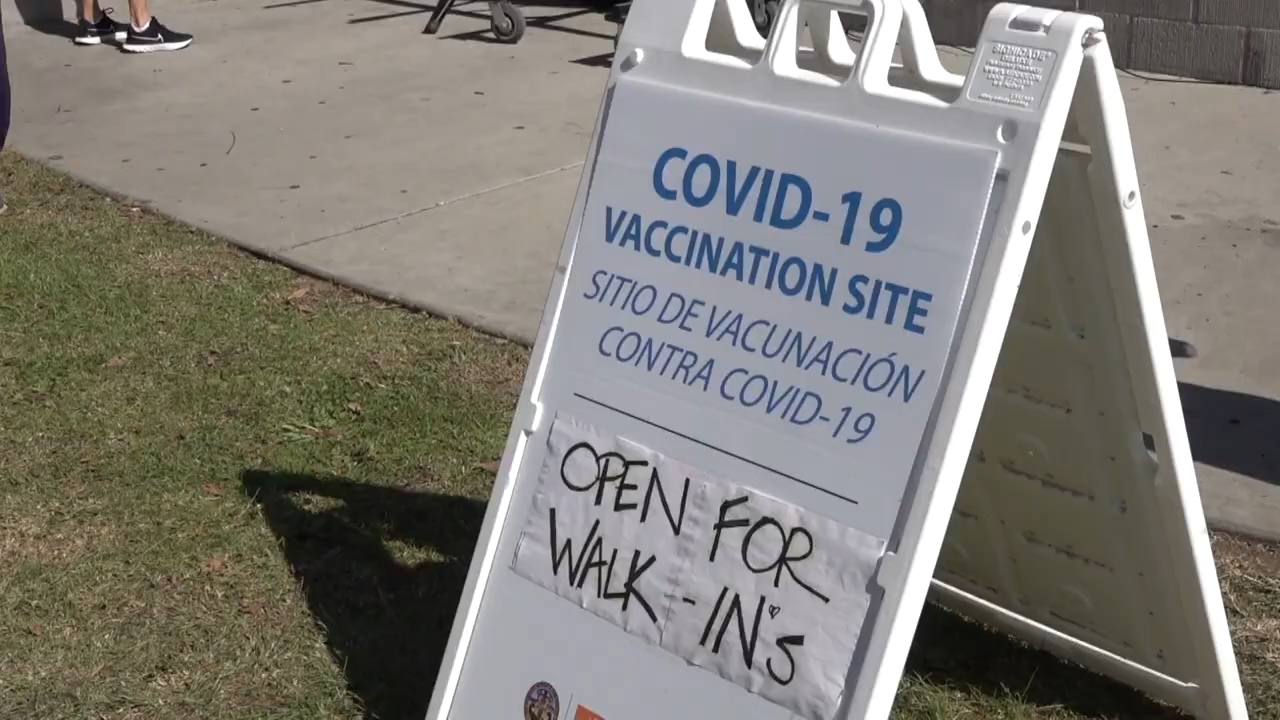 COVID-19
VACCINATION SITE
SITIO DE VACUNACIÓN
CONTRA COVID-19
OPEN FOR
WALK-IN's